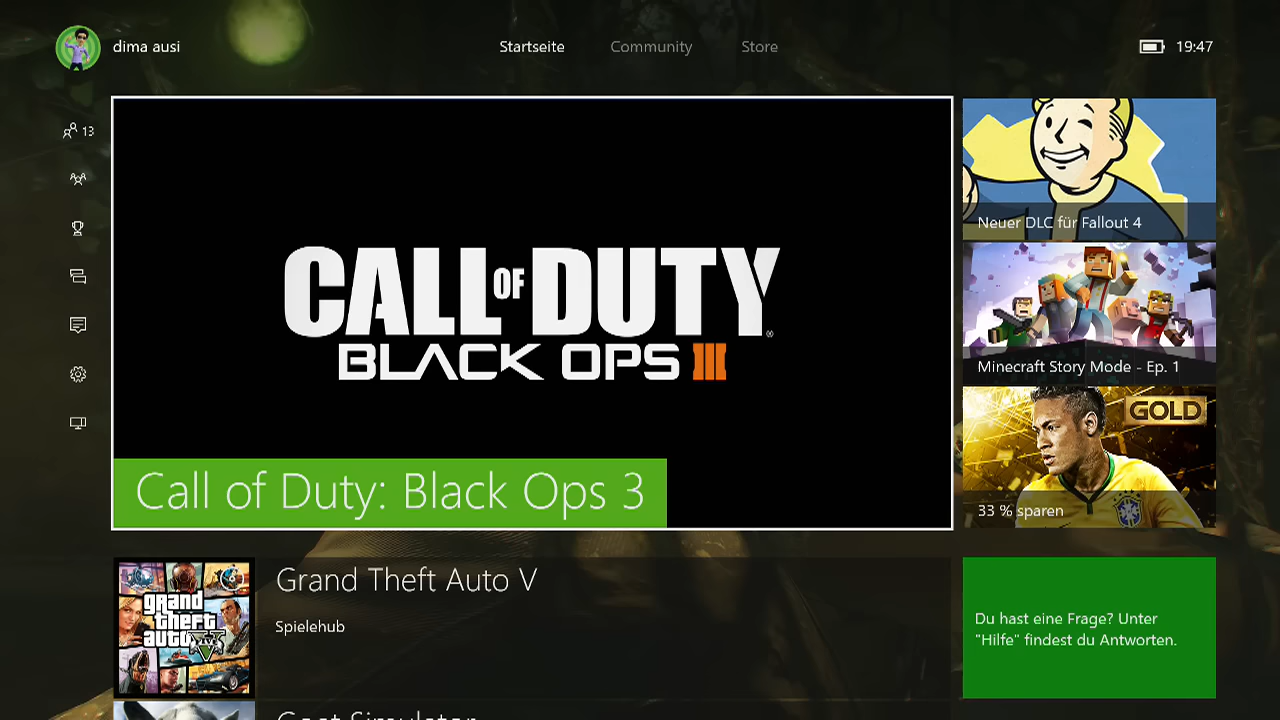 dima ausi
Startseite
Community
Store
19:47
13
CALL OF DUTY®
BLACK OPS III
Call of Duty: Black Ops 3
Neuer DLC für Fallout 4
Minecraft Story Mode - Ep. 1
GOLD
33 % sparen
grand
theft
auto V
Grand Theft Auto V
Spielehub
Du hast eine Frage? Unter
"Hilfe" findest du Antworten.
Goat Simulator